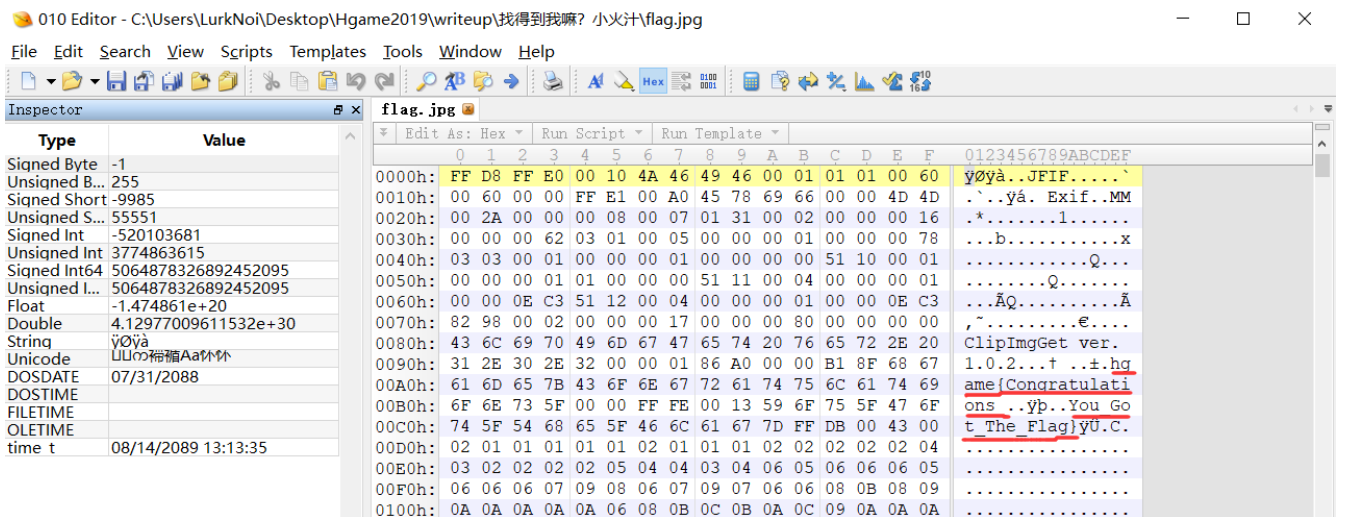 010 Editor - C:\Users\LurkNoi\Desktop\Hgame2019\writeup\找得到我嘛？小火汁\flag.jpg
File Edit Search View Scripts Templates Tools Window Help
Inspector
Type Value
Signed Byte -1
Unsigned B... 255
Signed Short -9985
Unsigned S... 55551
Signed Int -520103681
Unsigned Int 3774863615
Signed Int64 5064878326892452095
Unsigned I... 5064878326892452095
Float -1.474861e+20
Double 4.12977009611532e+30
String ÿØÿà
Unicode
DOSDATE 07/31/2088
DOSTIME
FILETIME
OLETIME
time t 08/14/2089 13:13:35
flag.jpg
Edit As: Hex Run Script Run Template
0 1 2 3 4 5 6 7 8 9 A B C D E F 0123456789ABCDEF
0000h: FF D8 FF E0 00 10 4A 46 49 46 00 01 01 01 00 60 ÿØÿà..JFIF.....`
0010h: 00 60 00 00 FF E1 00 A0 45 78 69 66 00 00 4D 4D .`..ÿá. Exif..MM
0020h: 00 2A 00 00 00 08 00 07 01 31 00 02 00 00 00 16 .*.......1......
0030h: 00 00 00 62 03 01 00 05 00 00 00 01 00 00 00 78 ...b...........x
0040h: 03 03 00 01 00 00 00 01 00 00 00 00 51 10 00 01 ............Q...
0050h: 00 00 00 01 01 00 00 00 51 11 00 04 00 00 00 01 ........Q.......
0060h: 00 00 0E C3 51 12 00 04 00 00 00 01 00 00 0E C3 ...ÃQ..........Ã
0070h: 82 98 00 02 00 00 00 17 00 00 00 80 00 00 00 00 ‚˜.........€....
0080h: 43 6C 69 70 49 6D 67 47 65 74 20 76 65 72 2E 20 ClipImgGet ver.
0090h: 31 2E 30 2E 32 00 00 01 86 A0 00 00 B1 8F 68 67 1.0.2...† ..±.hg
00A0h: 61 6D 65 7B 43 6F 6E 67 72 61 74 75 6C 61 74 69 ame{Congratulati
00B0h: 6F 6E 73 5F 00 00 FF FE 00 13 59 6F 75 5F 47 6F ons_..ÿþ..You_Go
00C0h: 74 5F 54 68 65 5F 46 6C 61 67 7D FF DB 00 43 00 t_The_Flag}ÿÛ.C.
00D0h: 02 01 01 01 01 01 02 01 01 01 02 02 02 02 02 04 ................
00E0h: 03 02 02 02 02 05 04 04 03 04 06 05 06 06 06 05 ................
00F0h: 06 06 06 07 09 08 06 07 09 07 06 06 08 0B 08 09 ................
0100h: 0A 0A 0A 0A 0A 06 08 0B 0C 0B 0A 0C 09 0A 0A 0A ................